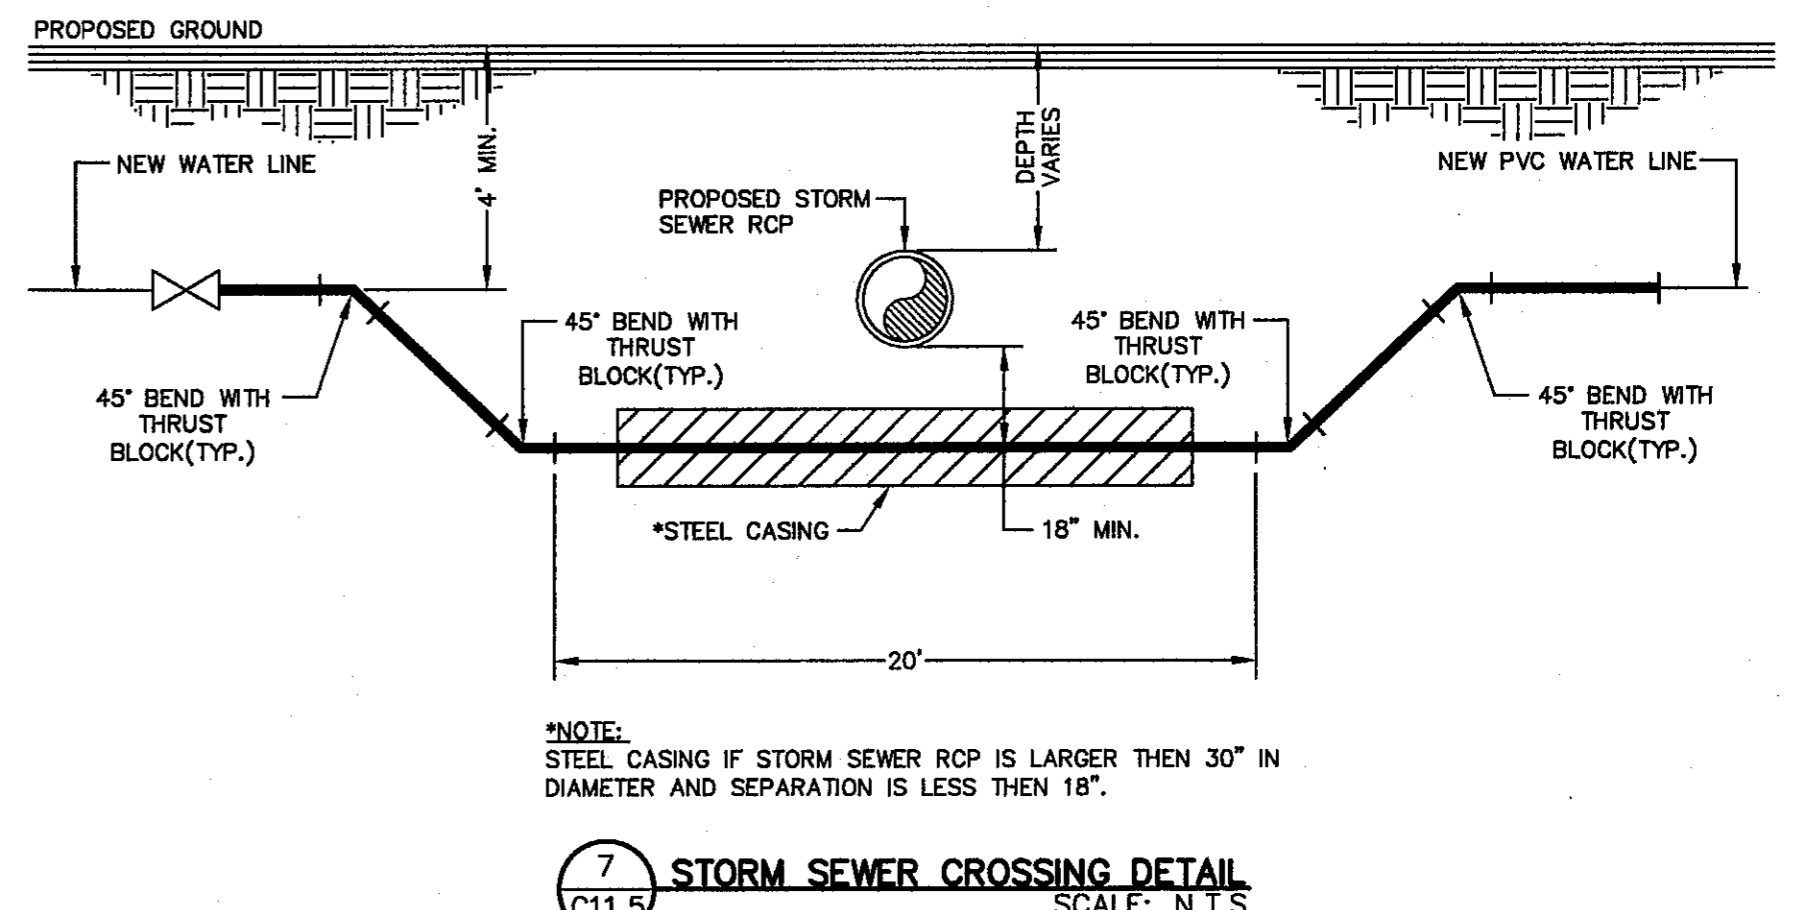 PROPOSED GROUND
NEW WATER LINE
4' MIN.
PROPOSED STORM
SEWER RCP
DEPTH
VARIES
NEW PVC WATER LINE
45° BEND WITH
THRUST
BLOCK(TYP.)
45° BEND WITH
THRUST
BLOCK(TYP.)
45° BEND WITH
THRUST
BLOCK(TYP.)
45° BEND WITH
THRUST
BLOCK(TYP.)
*STEEL CASING
18" MIN.
20'
*NOTE:
STEEL CASING IF STORM SEWER RCP IS LARGER THEN 30" IN
DIAMETER AND SEPARATION IS LESS THEN 18".
7
C11.5
STORM SEWER CROSSING DETAIL
SCALE: N.T.S